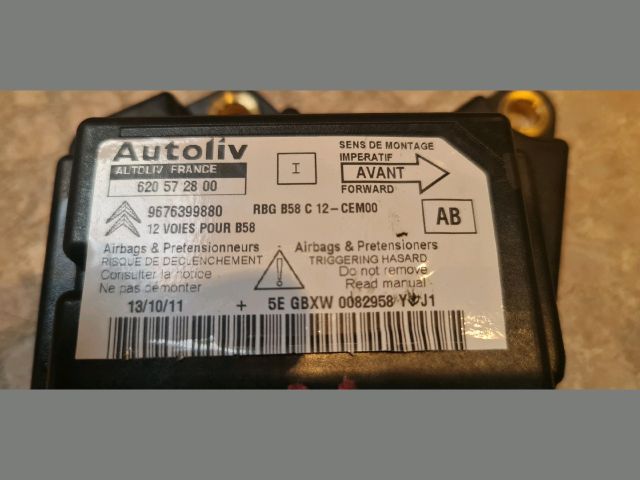 Autoliv
AUTOLIV FRANCE
620 57 28 00
I
SENS DE MONTAGE
IMPERATIF
AVANT
FORWARD
9676399880
RBG B58 C 12-CEM00
12 VOIES POUR B58
AB
Airbags & Pretensionneurs
RISQUE DE DECLENCHEMENT
Consulter la notice
Ne pas démonter
!
Airbags & Pretensioners
TRIGGERING HASARD
Do not remove
Read manual
13/10/11 + 5E GBXW 0082958 J1